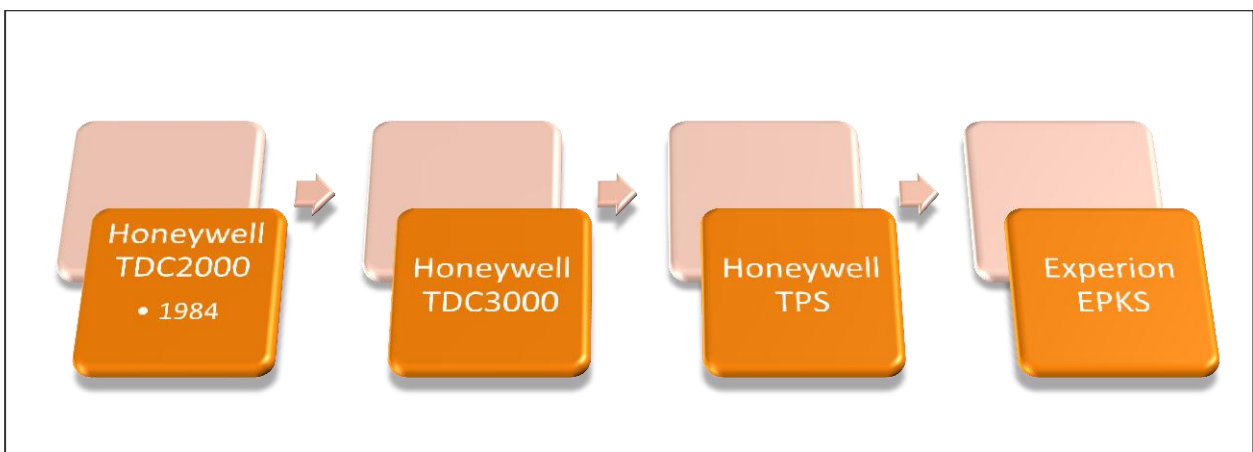 Honeywell
TDC2000
• 1984
Honeywell
TDC3000
Honeywell
TPS
Experion
EPKS